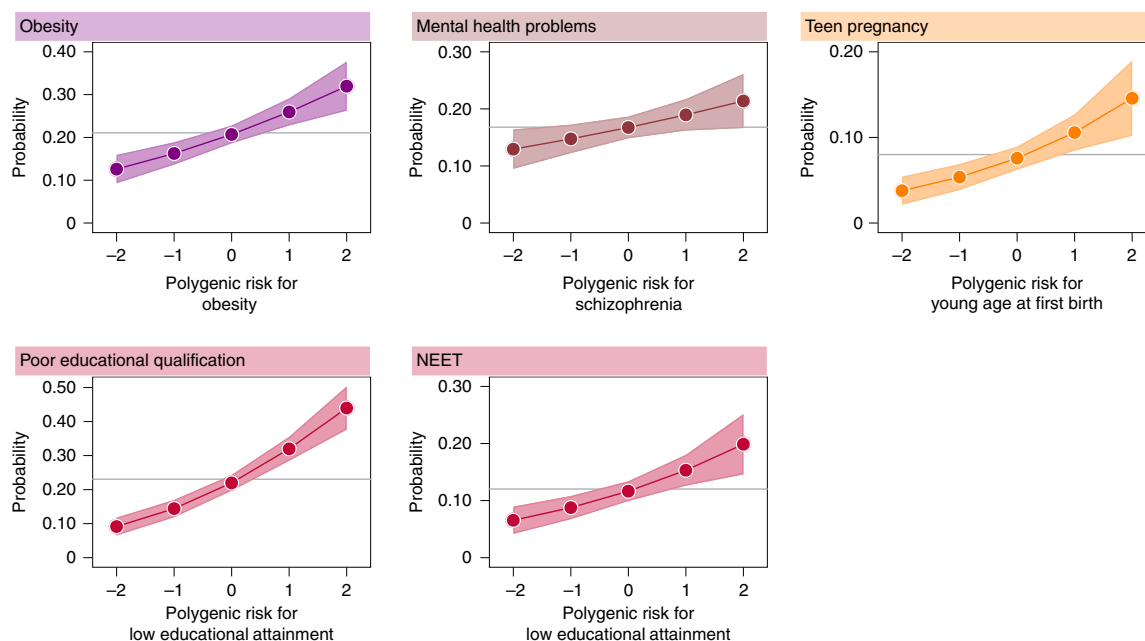 Obesity
0.40
0.30
0.20
0.10
0
Probability
–2 –1 0 1 2
Polygenic risk for
obesity
Mental health problems
0.30
0.20
0.10
0
Probability
–2 –1 0 1 2
Polygenic risk for
schizophrenia
Teen pregnancy
0.20
0.10
0
Probability
–2 –1 0 1 2
Polygenic risk for
young age at first birth
Poor educational qualification
0.50
0.40
0.30
0.20
0.10
0
Probability
–2 –1 0 1 2
Polygenic risk for
low educational attainment
NEET
0.30
0.20
0.10
0
Probability
–2 –1 0 1 2
Polygenic risk for
low educational attainment